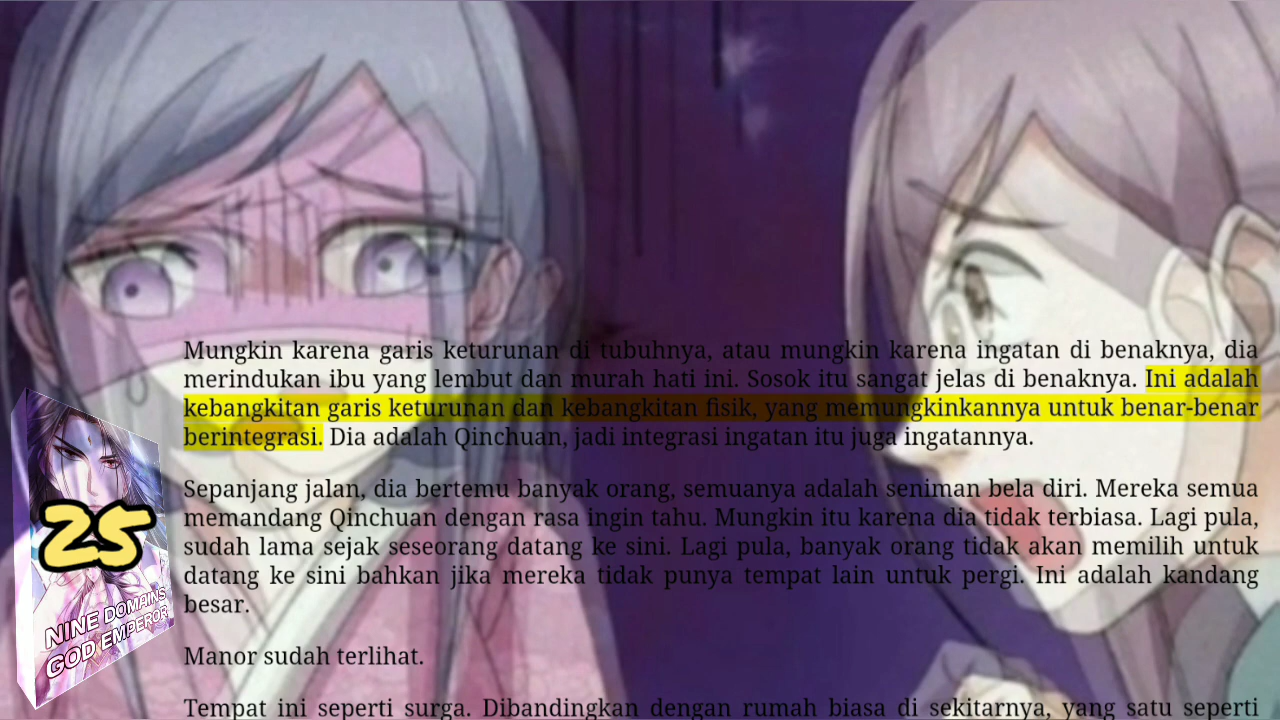 Mungkin karena garis keturunan di tubuhnya, atau mungkin karena ingatan di benaknya, dia
merindukan ibu yang lembut dan murah hati ini. Sosok itu sangat jelas di benaknya. Ini adalah
kebangkitan garis keturunan dan kebangkitan fisik, yang memungkinkannya untuk benar-benar
berintegrasi. Dia adalah Qinchuan, jadi integrasi ingatan itu juga ingatannya.
Sepanjang jalan, dia bertemu banyak orang, semuanya adalah seniman bela diri. Mereka semua
memandang Qinchuan dengan rasa ingin tahu. Mungkin itu karena dia tidak terbiasa. Lagi pula,
sudah lama sejak seseorang datang ke sini. Lagi pula, banyak orang tidak akan memilih untuk
datang ke sini bahkan jika mereka tidak punya tempat lain untuk pergi. Ini adalah kandang
besar.
Manor sudah terlihat.
Tempat ini seperti surga. Dibandingkan dengan rumah biasa di sekitarnya, yang satu seperti
25
NINE DOMAINS
GOD EMPEROR